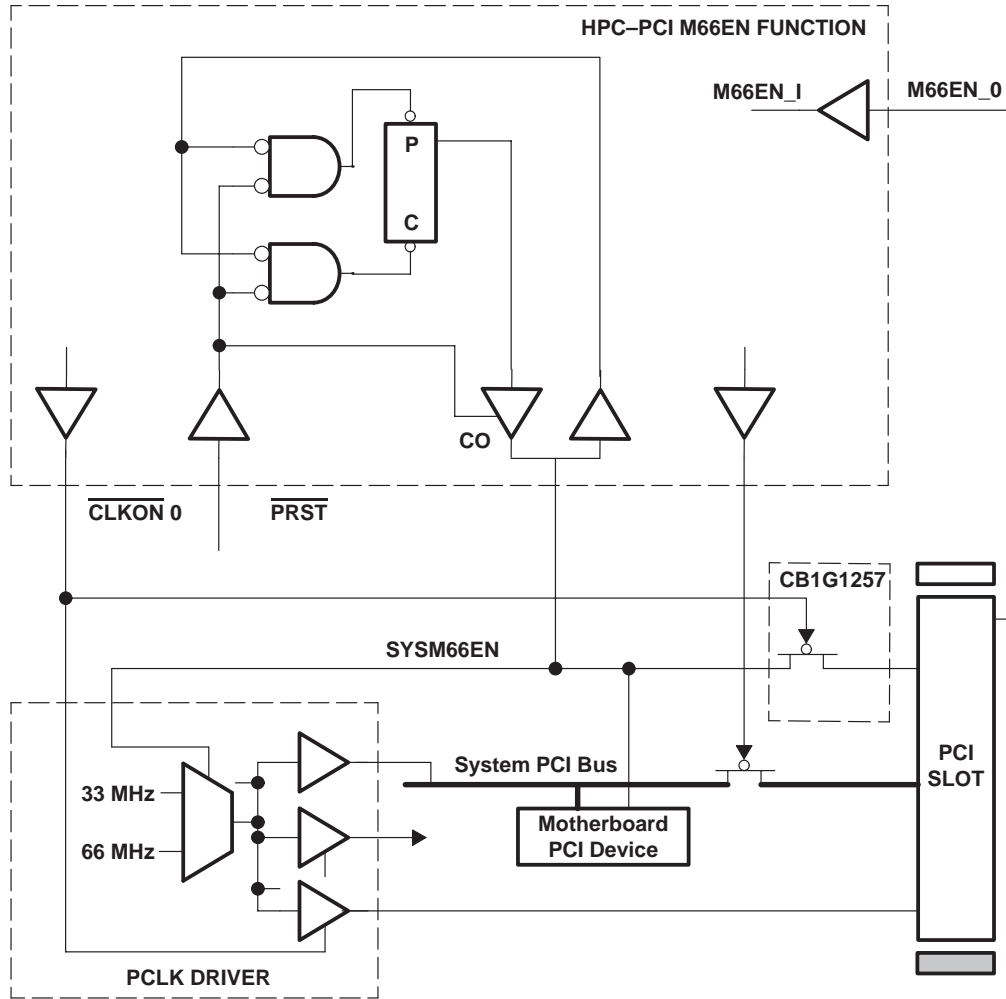 HPC–PCI M66EN FUNCTION
M66EN_I
M66EN_0
P
C
CO
CLKON 0
PRST
CB1G1257
SYSM66EN
System PCI Bus
PCI
SLOT
33 MHz
66 MHz
Motherboard
PCI Device
PCLK DRIVER